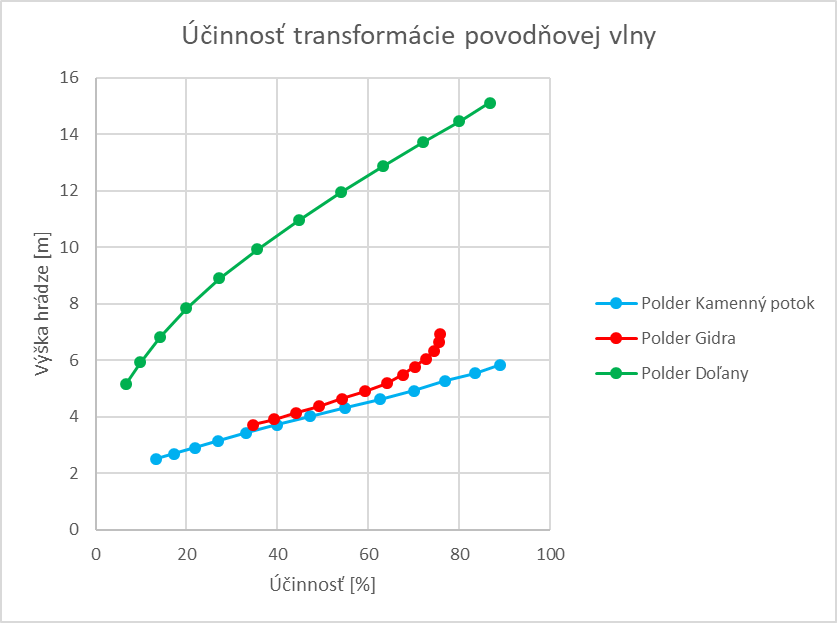 Účinnosť transformácie povodňovej vlny
16
14
12
10
8
6
4
2
0
0 20 40 60 80 100
Výška hrádze [m]
Účinnosť [%]
Polder Kamenný potok
Polder Gidra
Polder Doľany